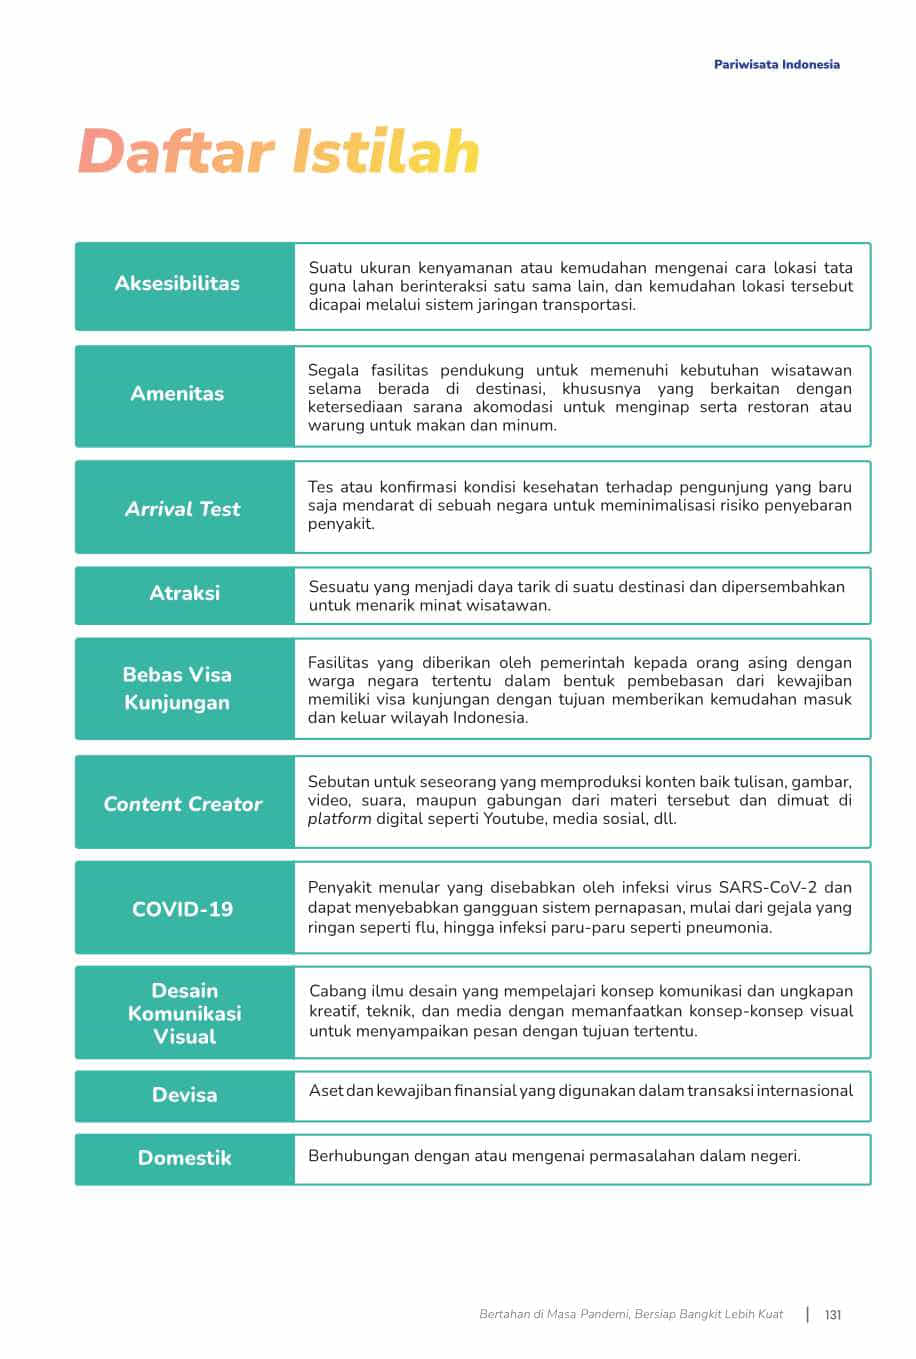 Pariwisata Indonesia
Daftar Istilah
Aksesibilitas
Suatu ukuran kenyamanan atau kemudahan mengenai cara lokasi tata
guna lahan berinteraksi satu sama lain, dan kemudahan lokasi tersebut
dicapai melalui sistem jaringan transportasi.
Amenitas
Segala fasilitas pendukung untuk memenuhi kebutuhan wisatawan
selama berada di destinasi, khususnya yang berkaitan dengan
ketersediaan sarana akomodasi untuk menginap serta restoran atau
warung untuk makan dan minum.
Arrival Test
Tes atau konfirmasi kondisi kesehatan terhadap pengunjung yang baru
saja mendarat di sebuah negara untuk meminimalisasi risiko penyebaran
penyakit.
Atraksi
Sesuatu yang menjadi daya tarik di suatu destinasi dan dipersembahkan
untuk menarik minat wisatawan.
Bebas Visa
Kunjungan
Fasilitas yang diberikan oleh pemerintah kepada orang asing dengan
warga negara tertentu dalam bentuk pembebasan dari kewajiban
memiliki visa kunjungan dengan tujuan memberikan kemudahan masuk
dan keluar wilayah Indonesia.
Content Creator
Sebutan untuk seseorang yang memproduksi konten baik tulisan, gambar,
video, suara, maupun gabungan dari materi tersebut dan dimuat di
platform digital seperti Youtube, media sosial, dll.
COVID-19
Penyakit menular yang disebabkan oleh infeksi virus SARS-CoV-2 dan
dapat menyebabkan gangguan sistem pernapasan, mulai dari gejala yang
ringan seperti flu, hingga infeksi paru-paru seperti pneumonia.
Desain
Komunikasi
Visual
Cabang ilmu desain yang mempelajari konsep komunikasi dan ungkapan
kreatif, teknik, dan media dengan memanfaatkan konsep-konsep visual
untuk menyampaikan pesan dengan tujuan tertentu.
Devisa
Aset dan kewajiban finansial yang digunakan dalam transaksi internasional
Domestik
Berhubungan dengan atau mengenai permasalahan dalam negeri.
Bertahan di Masa Pandemi, Bersiap Bangkit Lebih Kuat | 131